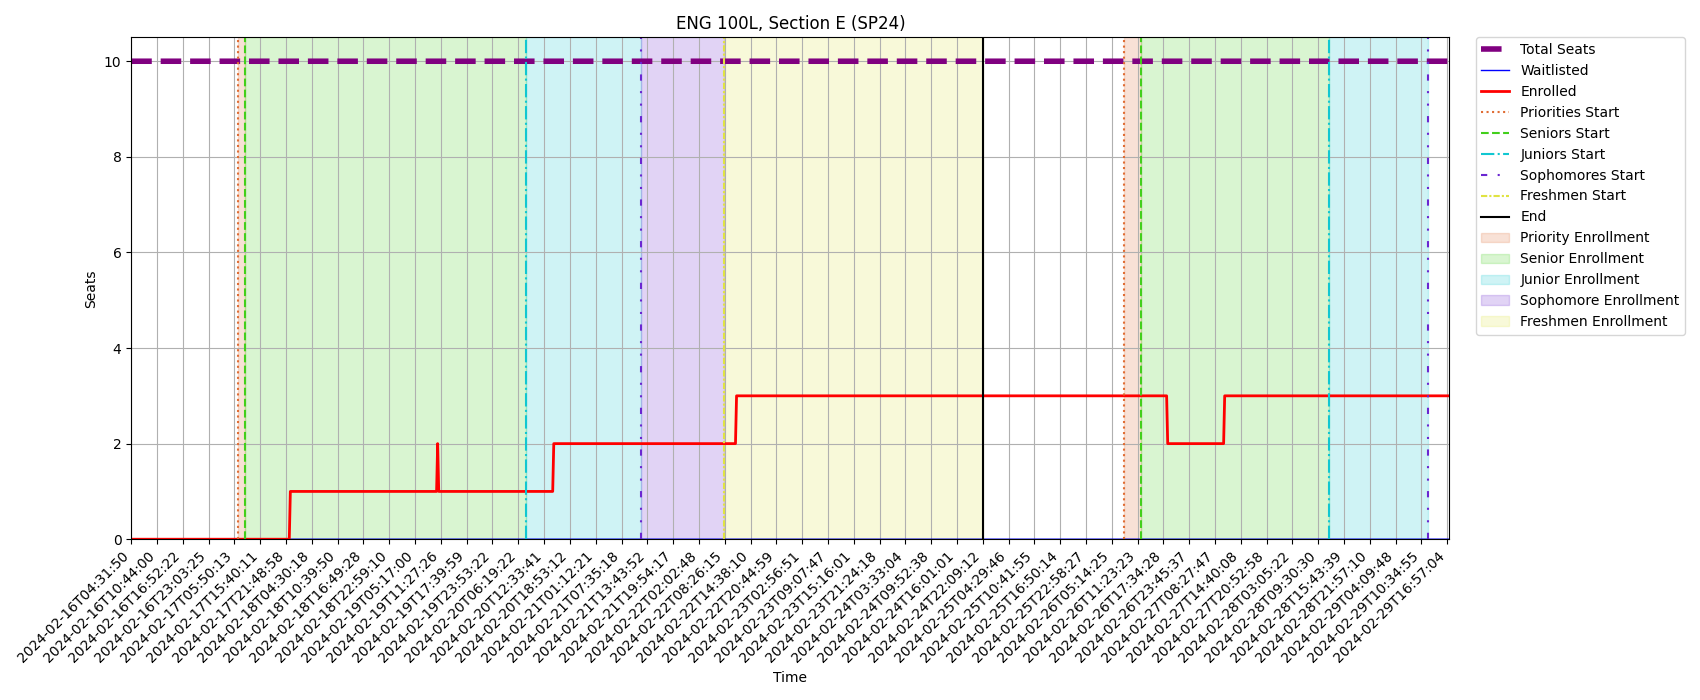 ENG 100L, Section E (SP24)
10
8
6
4
2
0
Seats
2024-02-16T04:31:50
2024-02-16T10:44:00
2024-02-16T16:52:22
2024-02-16T23:03:25
2024-02-17T05:50:13
2024-02-17T15:40:11
2024-02-17T21:48:58
2024-02-18T04:30:18
2024-02-18T10:39:50
2024-02-18T16:49:28
2024-02-18T22:59:10
2024-02-19T05:17:00
2024-02-19T11:27:26
2024-02-19T17:39:59
2024-02-19T23:53:22
2024-02-20T06:19:22
2024-02-20T12:33:41
2024-02-20T18:53:12
2024-02-21T01:12:21
2024-02-21T07:35:18
2024-02-21T13:43:52
2024-02-21T19:54:17
2024-02-22T02:02:48
2024-02-22T08:26:15
2024-02-22T14:38:10
2024-02-22T20:44:59
2024-02-23T02:56:51
2024-02-23T09:07:47
2024-02-23T15:16:01
2024-02-23T21:24:18
2024-02-24T03:33:04
2024-02-24T09:52:38
2024-02-24T16:01:01
2024-02-24T22:09:12
2024-02-25T04:29:46
2024-02-25T10:41:55
2024-02-25T16:50:14
2024-02-25T22:58:27
2024-02-26T05:14:25
2024-02-26T11:23:23
2024-02-26T17:34:28
2024-02-26T23:45:37
2024-02-27T08:27:47
2024-02-27T14:40:08
2024-02-27T20:52:58
2024-02-28T03:05:22
2024-02-28T09:30:30
2024-02-28T15:43:39
2024-02-28T21:57:10
2024-02-29T04:09:48
2024-02-29T10:34:55
2024-02-29T16:57:04
Time
Total Seats
Waitlisted
Enrolled
Priorities Start
Seniors Start
Juniors Start
Sophomores Start
Freshmen Start
End
Priority Enrollment
Senior Enrollment
Junior Enrollment
Sophomore Enrollment
Freshmen Enrollment